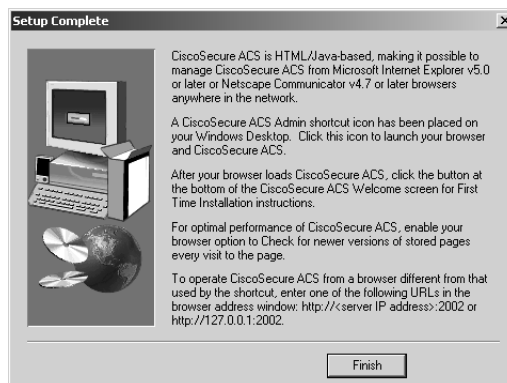 Setup Complete
CiscoSecure ACS is HTML/Java-based, making it possible to
manage CiscoSecure ACS from Microsoft Internet Explorer v5.0
or later or Netscape Communicator v4.7 or later browsers
anywhere in the network.
A CiscoSecure ACS Admin shortcut icon has been placed on
your Windows Desktop. Click this icon to launch your browser
and CiscoSecure ACS.
After your browser loads CiscoSecure ACS, click the button at
the bottom of the CiscoSecure ACS Welcome screen for First
Time Installation instructions.
For optimal performance of CiscoSecure ACS, enable your
browser option to Check for newer versions of stored pages
every visit to the page.
To operate CiscoSecure ACS from a browser different from that
used by the shortcut, enter one of the following URLs in the
browser address window: http://<server IP address>:2002 or
http://127.0.0.1:2002.
Finish